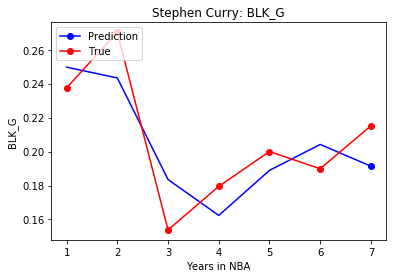 Stephen Curry: BLK_G
Prediction
True
BLK_G
0.26
0.24
0.22
0.20
0.18
0.16
1 2 3 4 5 6 7
Years in NBA